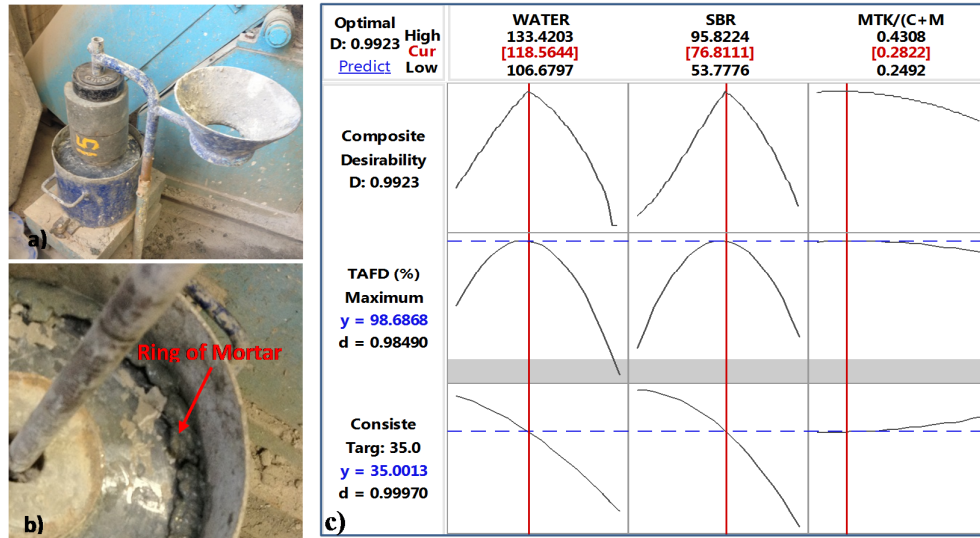 15
a)
Ring of Mortar
b)
Optimal
D: 0.9923
Predict
High
Cur
Low
WATER
133.4203
[118.5644]
106.6797
SBR
95.8224
[76.8111]
53.7776
MTK/(C+M
0.4308
[0.2822]
0.2492
Composite
Desirability
D: 0.9923
TAFD (%)
Maximum
y = 98.6868
d = 0.98490
Consiste
Targ: 35.0
y = 35.0013
d = 0.99970
c)